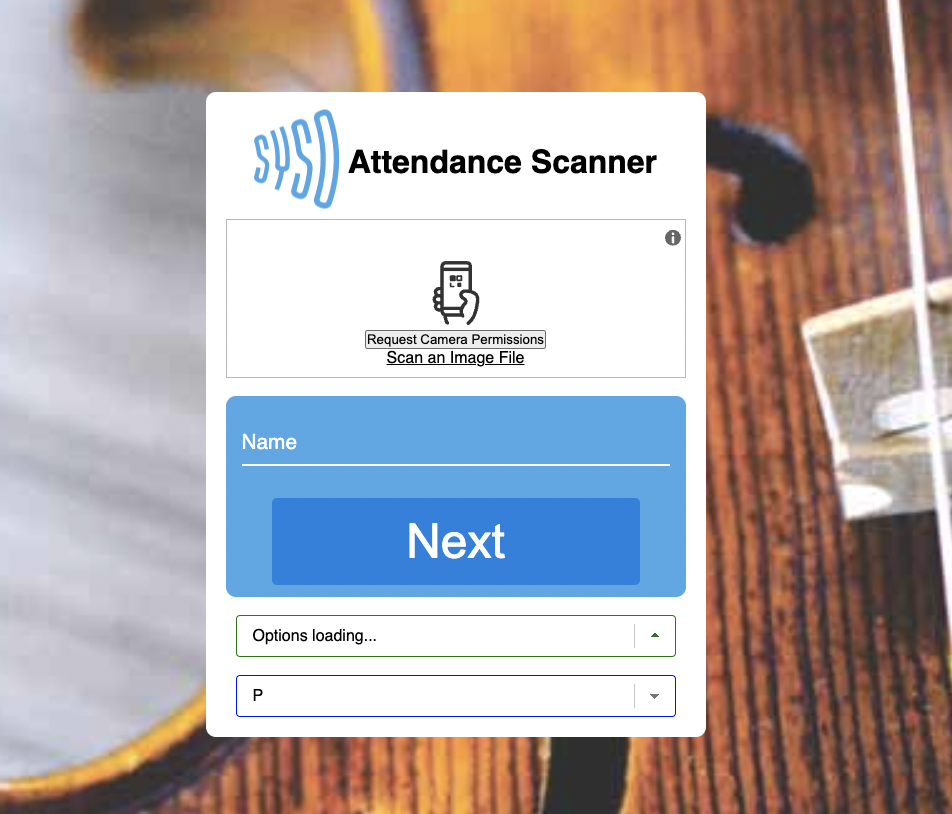 SYSO
Attendance Scanner
Request Camera Permissions
Scan an Image File
Name
Next
Options loading...
P